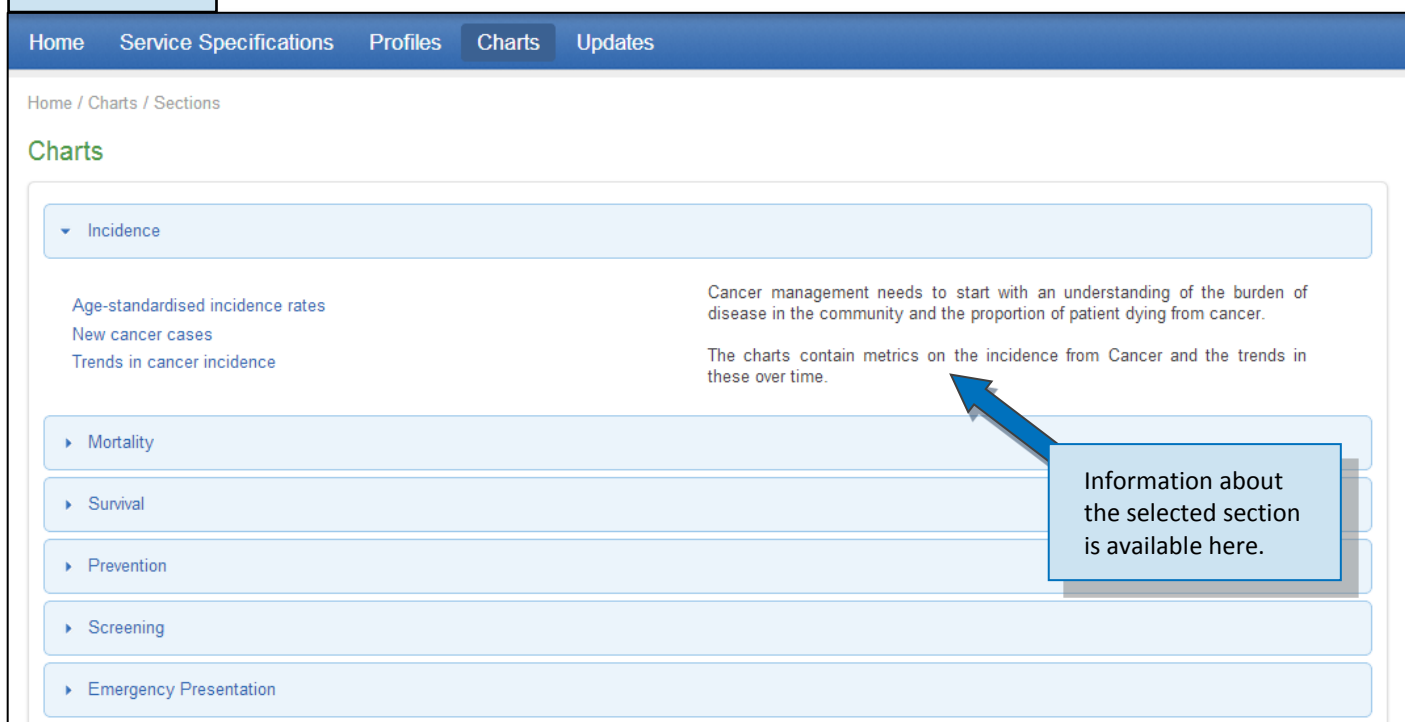 Home Service Specifications Profiles Charts Updates
Home / Charts / Sections
Charts
Incidence
Age-standardised incidence rates
New cancer cases
Trends in cancer incidence
Cancer management needs to start with an understanding of the burden of
disease in the community and the proportion of patient dying from cancer.
The charts contain metrics on the incidence from Cancer and the trends in
these over time.
Mortality
Information about
the selected section
is available here.
Survival
Prevention
Screening
Emergency Presentation